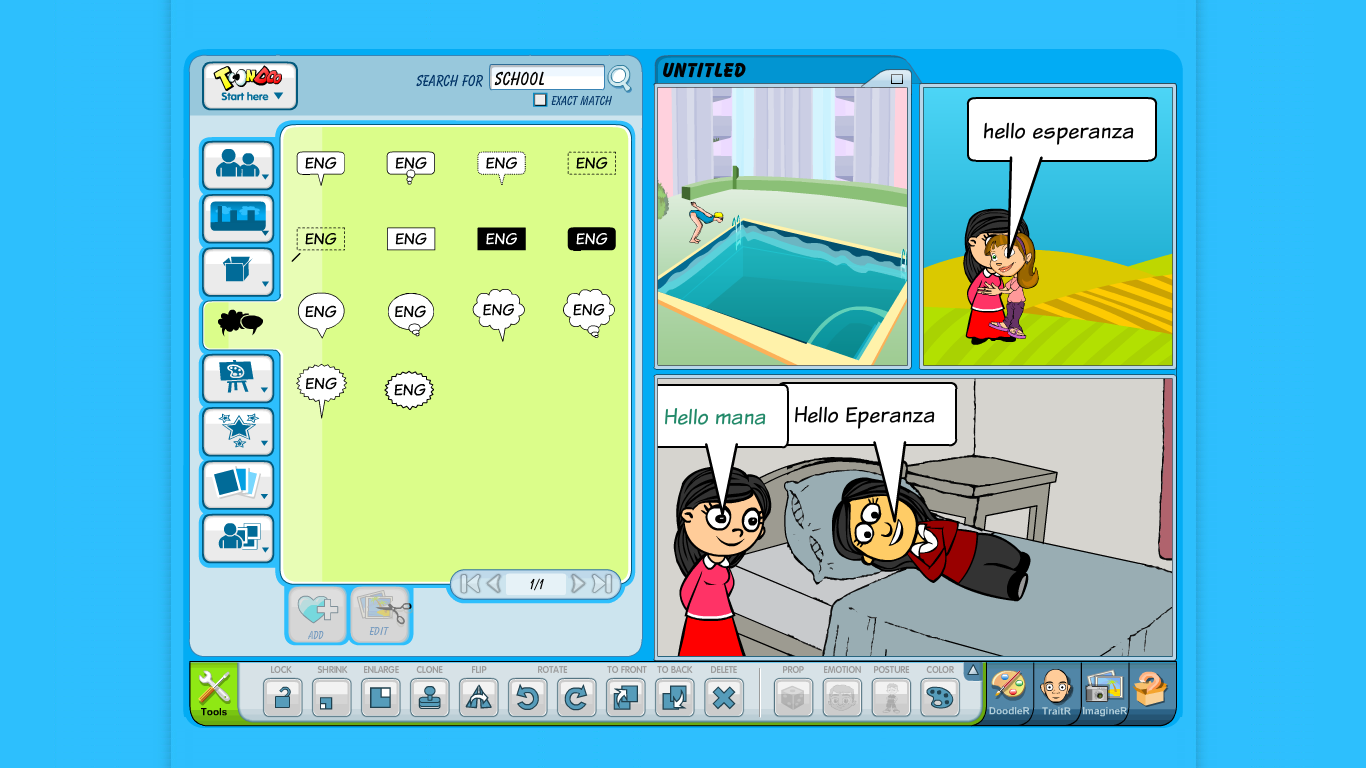 TOONDOO
Start here
SEARCH FOR
SCHOOL
EXACT MATCH
ENG
ENG
ENG
ENG
ENG
ENG
ENG
ENG
ENG
ENG
ENG
ENG
ENG
ENG
1/1
ADD
EDIT
UNTITLED
hello esperanza
Hello mana
Hello Eperanza
Tools
LOCK
SHRINK
ENLARGE
CLONE
FLIP
ROTATE
TO FRONT
TO BACK
DELETE
PROP
EMOTION
POSTURE
COLOR
DoodleR
TraitR
ImagineR